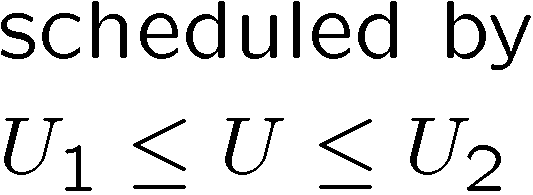 scheduled by
U₁ ≤ U ≤ U₂